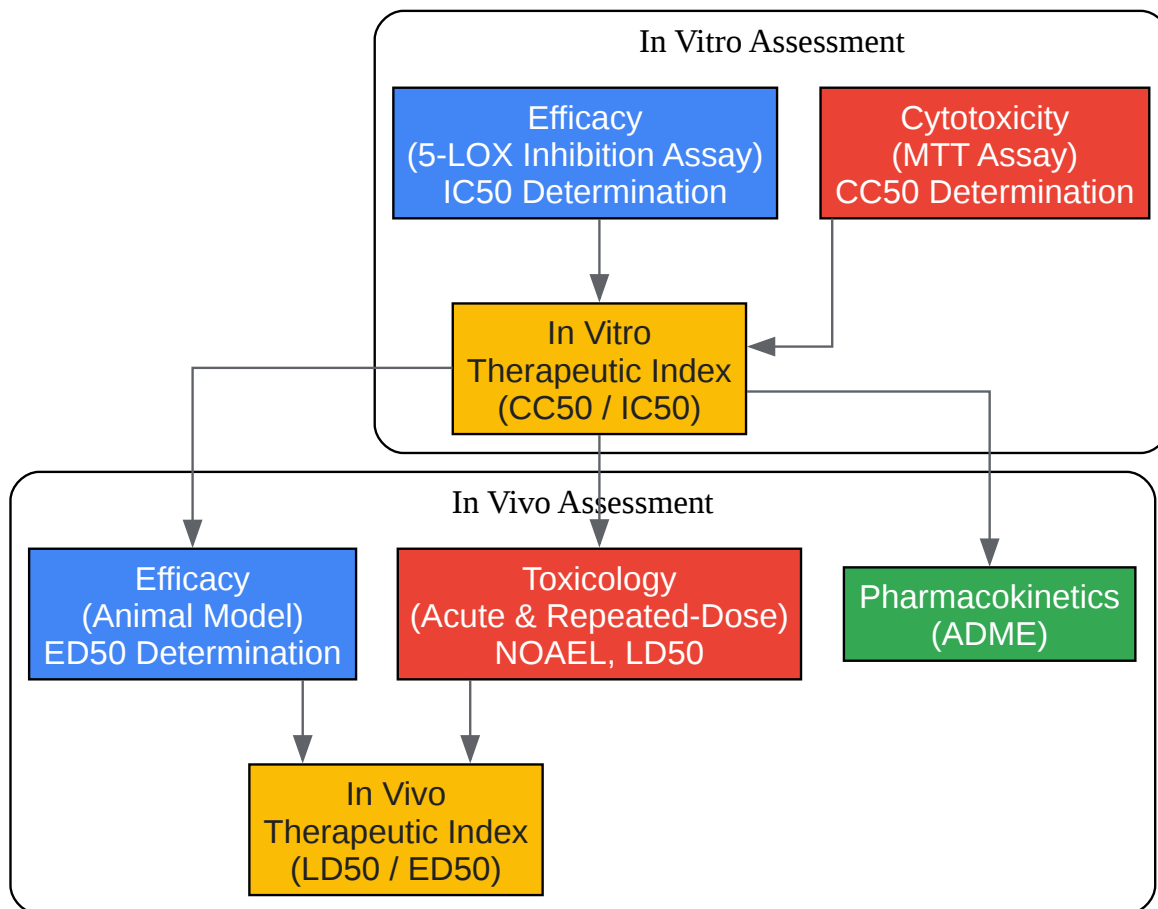 In Vitro Assessment
Efficacy
(5-LOX Inhibition Assay)
IC50 Determination
Cytotoxicity
(MTT Assay)
CC50 Determination
In Vitro
Therapeutic Index
(CC50 / IC50)
In Vivo Assessment
Efficacy
(Animal Model)
ED50 Determination
Toxicology
(Acute & Repeated-Dose)
NOAEL, LD50
Pharmacokinetics
(ADME)
In Vivo
Therapeutic Index
(LD50 / ED50)